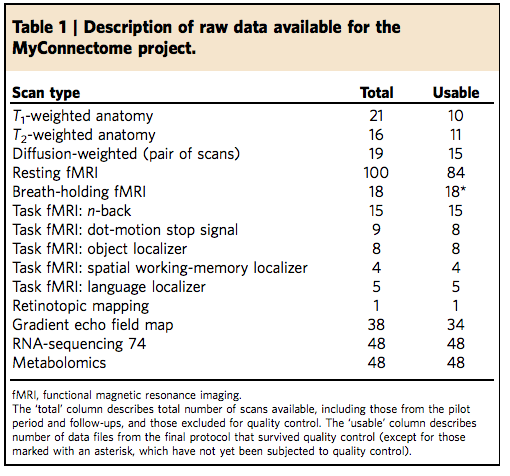 Table 1 | Description of raw data available for the
MyConnectome project.
Scan type Total Usable
T1-weighted anatomy 21 10
T2-weighted anatomy 16 11
Diffusion-weighted (pair of scans) 19 15
Resting fMRI 100 84
Breath-holding fMRI 18 18*
Task fMRI: n-back 15 15
Task fMRI: dot-motion stop signal 9 8
Task fMRI: object localizer 8 8
Task fMRI: spatial working-memory localizer 4 4
Task fMRI: language localizer 5 5
Retinotopic mapping 1 1
Gradient echo field map 38 34
RNA-sequencing 74 48 48
Metabolomics 48 48
fMRI, functional magnetic resonance imaging.
The 'total' column describes total number of scans available, including those from the pilot
period and follow-ups, and those excluded for quality control. The 'usable' column describes
number of data files from the final protocol that survived quality control (except for those
marked with an asterisk, which have not yet been subjected to quality control).